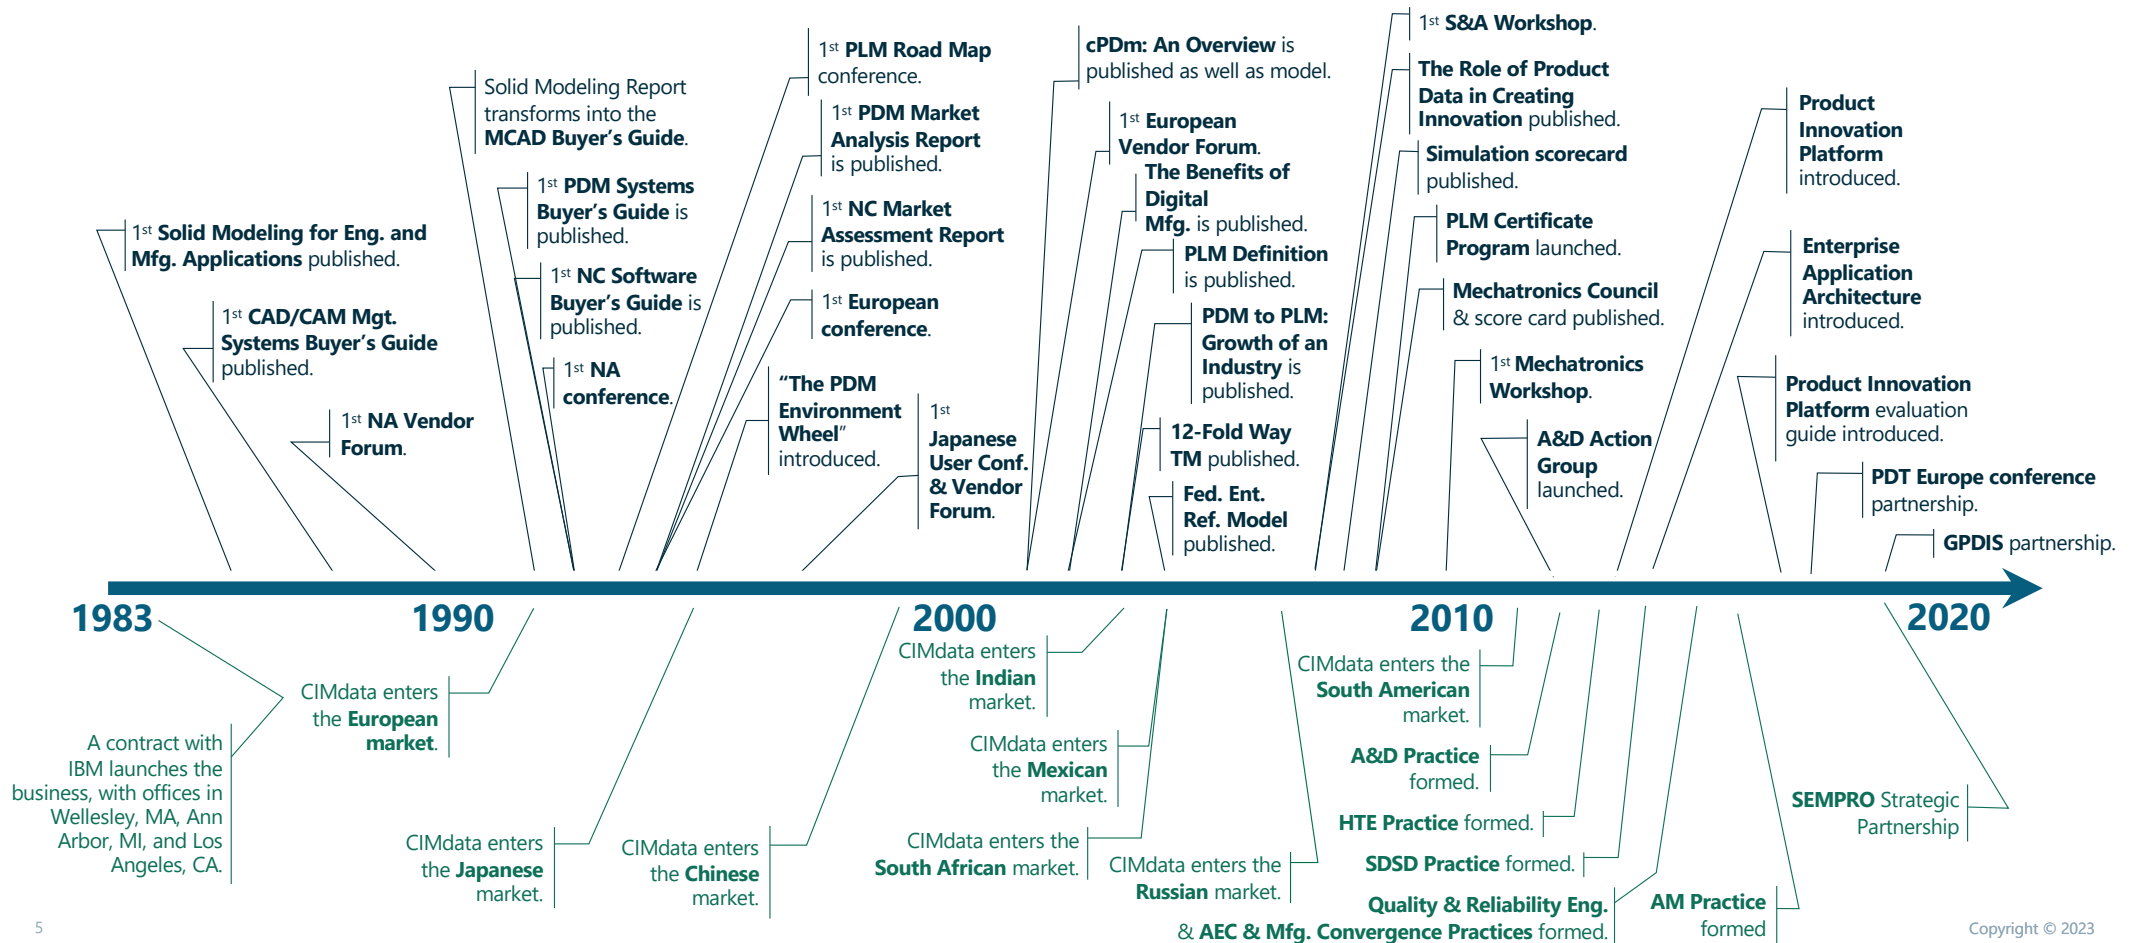 1st Solid Modeling for Eng. and
Mfg. Applications published.
1st CAD/CAM Mgt.
Systems Buyer's Guide
published.
1st NA Vendor
Forum.
Solid Modeling Report
transforms into the
MCAD Buyer's Guide.
1st PDM Systems
Buyer's Guide is
published.
1st NC Software
Buyer's Guide is
published.
1st NA
conference.
1st PLM Road Map
conference.
1st PDM Market
Analysis Report
is published.
1st NC Market
Assessment Report
is published.
1st European
conference.
“The PDM
Environment
Wheel”
introduced.
1st
Japanese
User Conf.
& Vendor
Forum.
cPDm: An Overview is
published as well as model.
1st European
Vendor Forum.
The Benefits of
Digital
Mfg. is published.
PLM Definition
is published.
PDM to PLM:
Growth of an
Industry is
published.
12-Fold Way
TM published.
Fed. Ent.
Ref. Model
published.
1st S&A Workshop.
The Role of Product
Data in Creating
Innovation published.
Simulation scorecard
published.
PLM Certificate
Program launched.
Mechatronics Council
& score card published.
1st Mechatronics
Workshop.
A&D Action
Group
launched.
Product
Innovation
Platform
introduced.
Enterprise
Application
Architecture
introduced.
Product Innovation
Platform evaluation
guide introduced.
PDT Europe conference
partnership.
GPDIS partnership.
1983
1990
2000
2010
2020
A contract with
IBM launches the
business, with offices in
Wellesley, MA, Ann
Arbor, MI, and Los
Angeles, CA.
CIMdata enters
the European
market.
CIMdata enters
the Japanese
market.
CIMdata enters
the Chinese
market.
CIMdata enters
the Indian
market.
CIMdata enters
the Mexican
market.
CIMdata enters the
South African market.
CIMdata enters the
Russian market.
CIMdata enters the
South American
market.
A&D Practice
formed.
HTE Practice formed.
SDSD Practice formed.
Quality & Reliability Eng.
& AEC & Mfg. Convergence Practices formed.
AM Practice
formed
SEMPRO Strategic
Partnership
5
Copyright © 2023